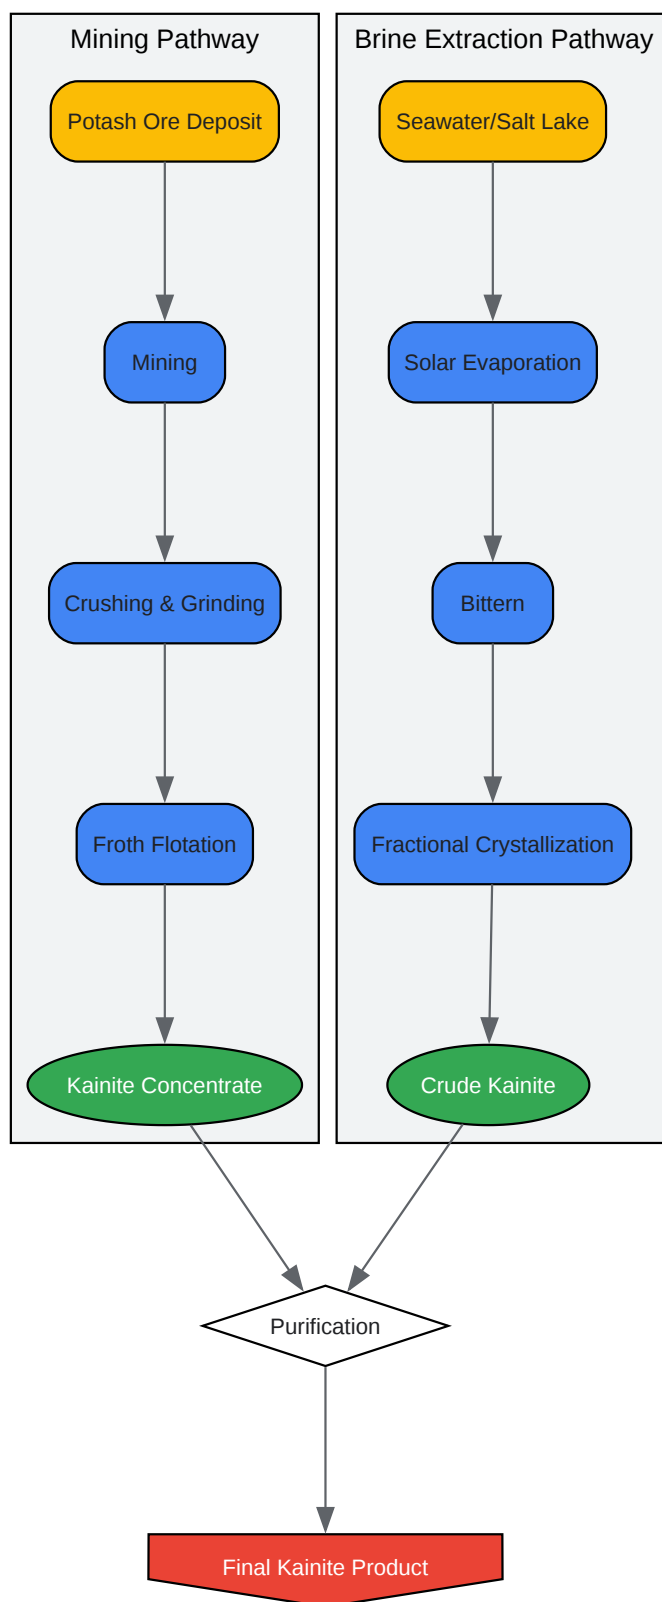 Mining Pathway
Potash Ore Deposit
Mining
Crushing & Grinding
Froth Flotation
Kainite Concentrate
Brine Extraction Pathway
Seawater/Salt Lake
Solar Evaporation
Bittern
Fractional Crystallization
Crude Kainite
Purification
Final Kainite Product